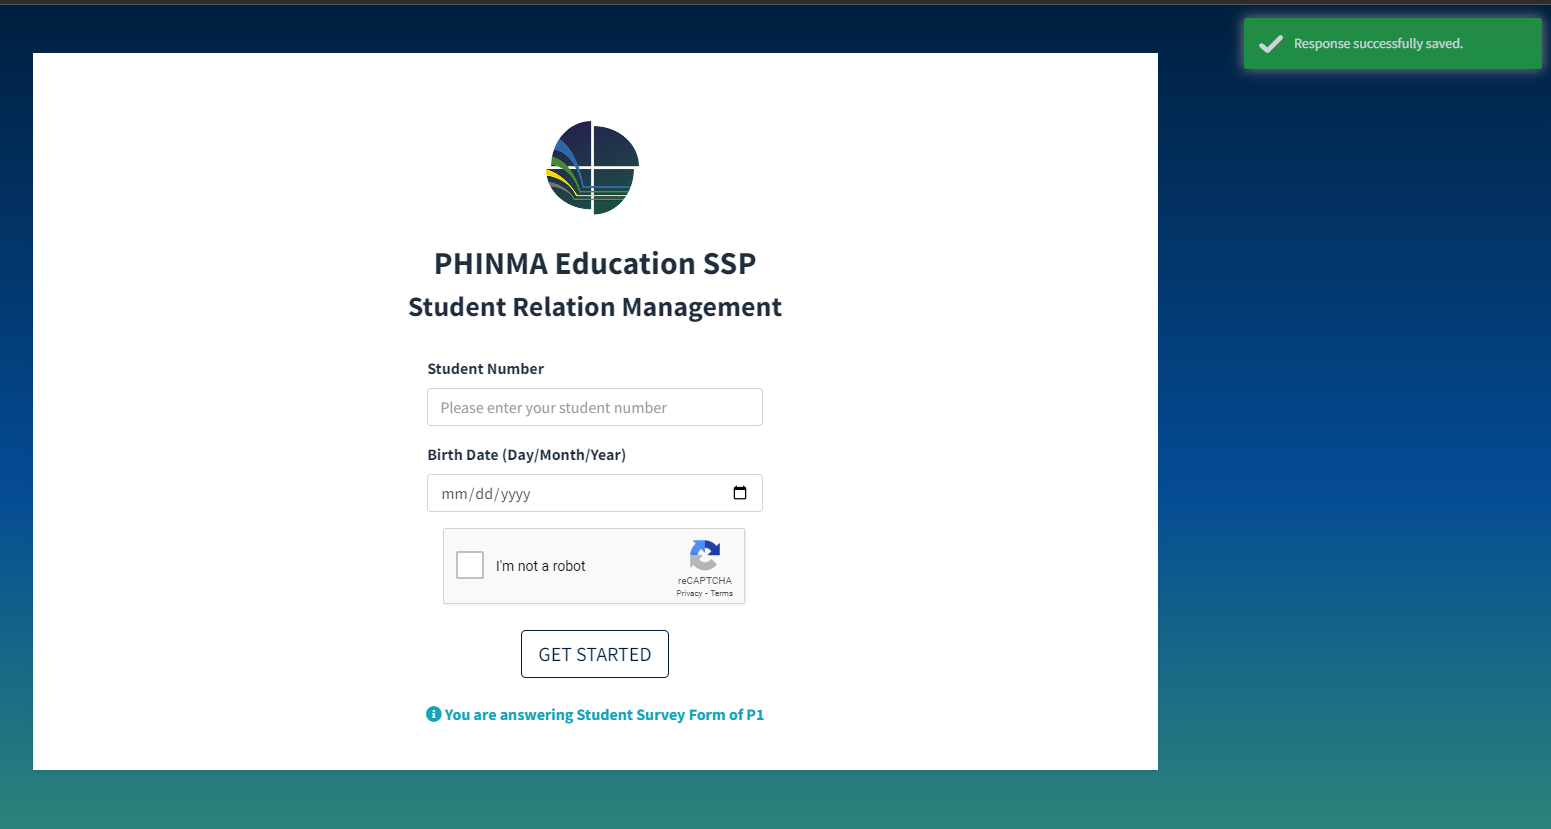 Response successfully saved.
PHINMA Education SSP
Student Relation Management
Student Number
Please enter your student number
Birth Date (Day/Month/Year)
mm/dd/yyyy
I'm not a robot
reCAPTCHA
Privacy - Terms
GET STARTED
You are answering Student Survey Form of P1